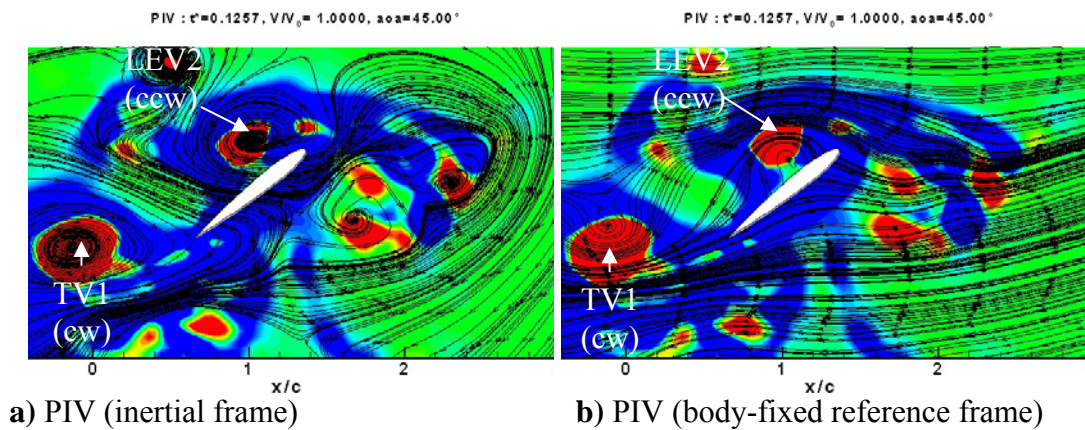 PIV : t*=0.1257, V/V0= 1.0000, aoa=45.00°
PIV : t*=0.1257, V/V0= 1.0000, aoa=45.00°
LEV2
(ccw)
TV1
(cw)
0 1 2
x/c
LEV2
(ccw)
TV1
(cw)
0 1 2
x/c
a) PIV (inertial frame)
b) PIV (body-fixed reference frame)